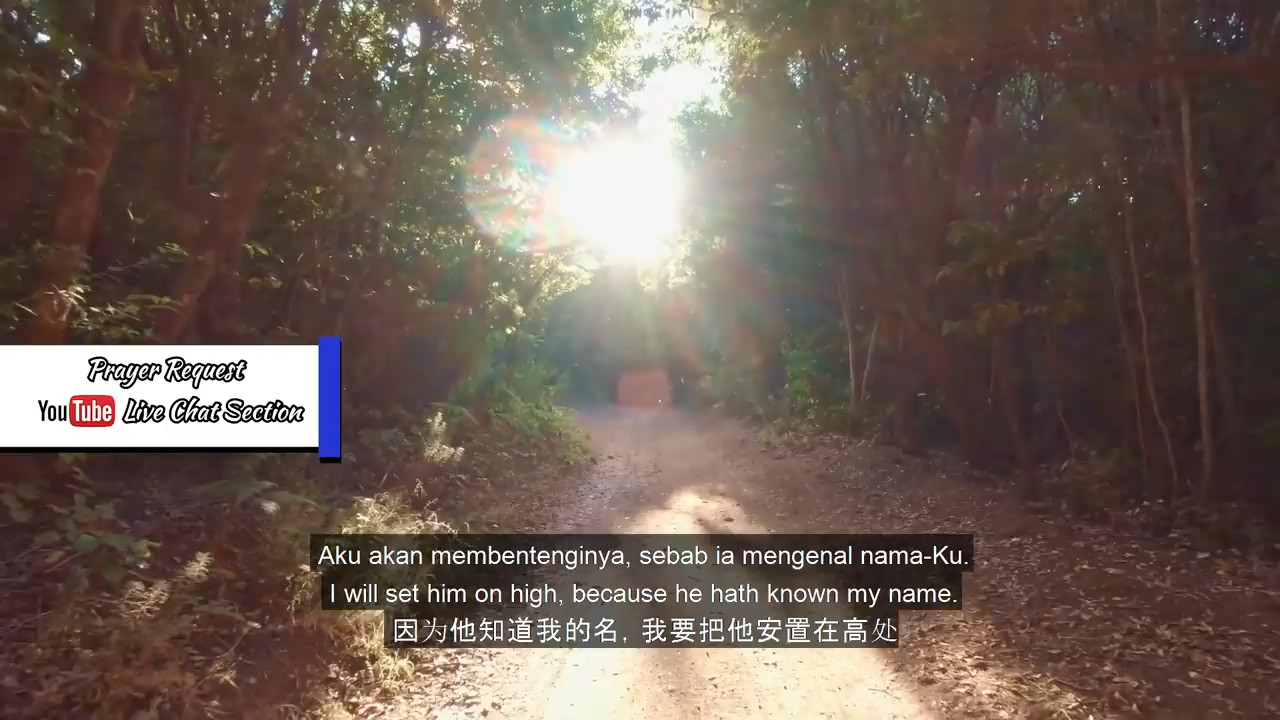 Prayer Request
YouTube Live Chat Section
Aku akan membentenginya, sebab ia mengenal nama-Ku.
I will set him on high, because he hath known my name.
因为他知道我的名, 我要把他安置在高处